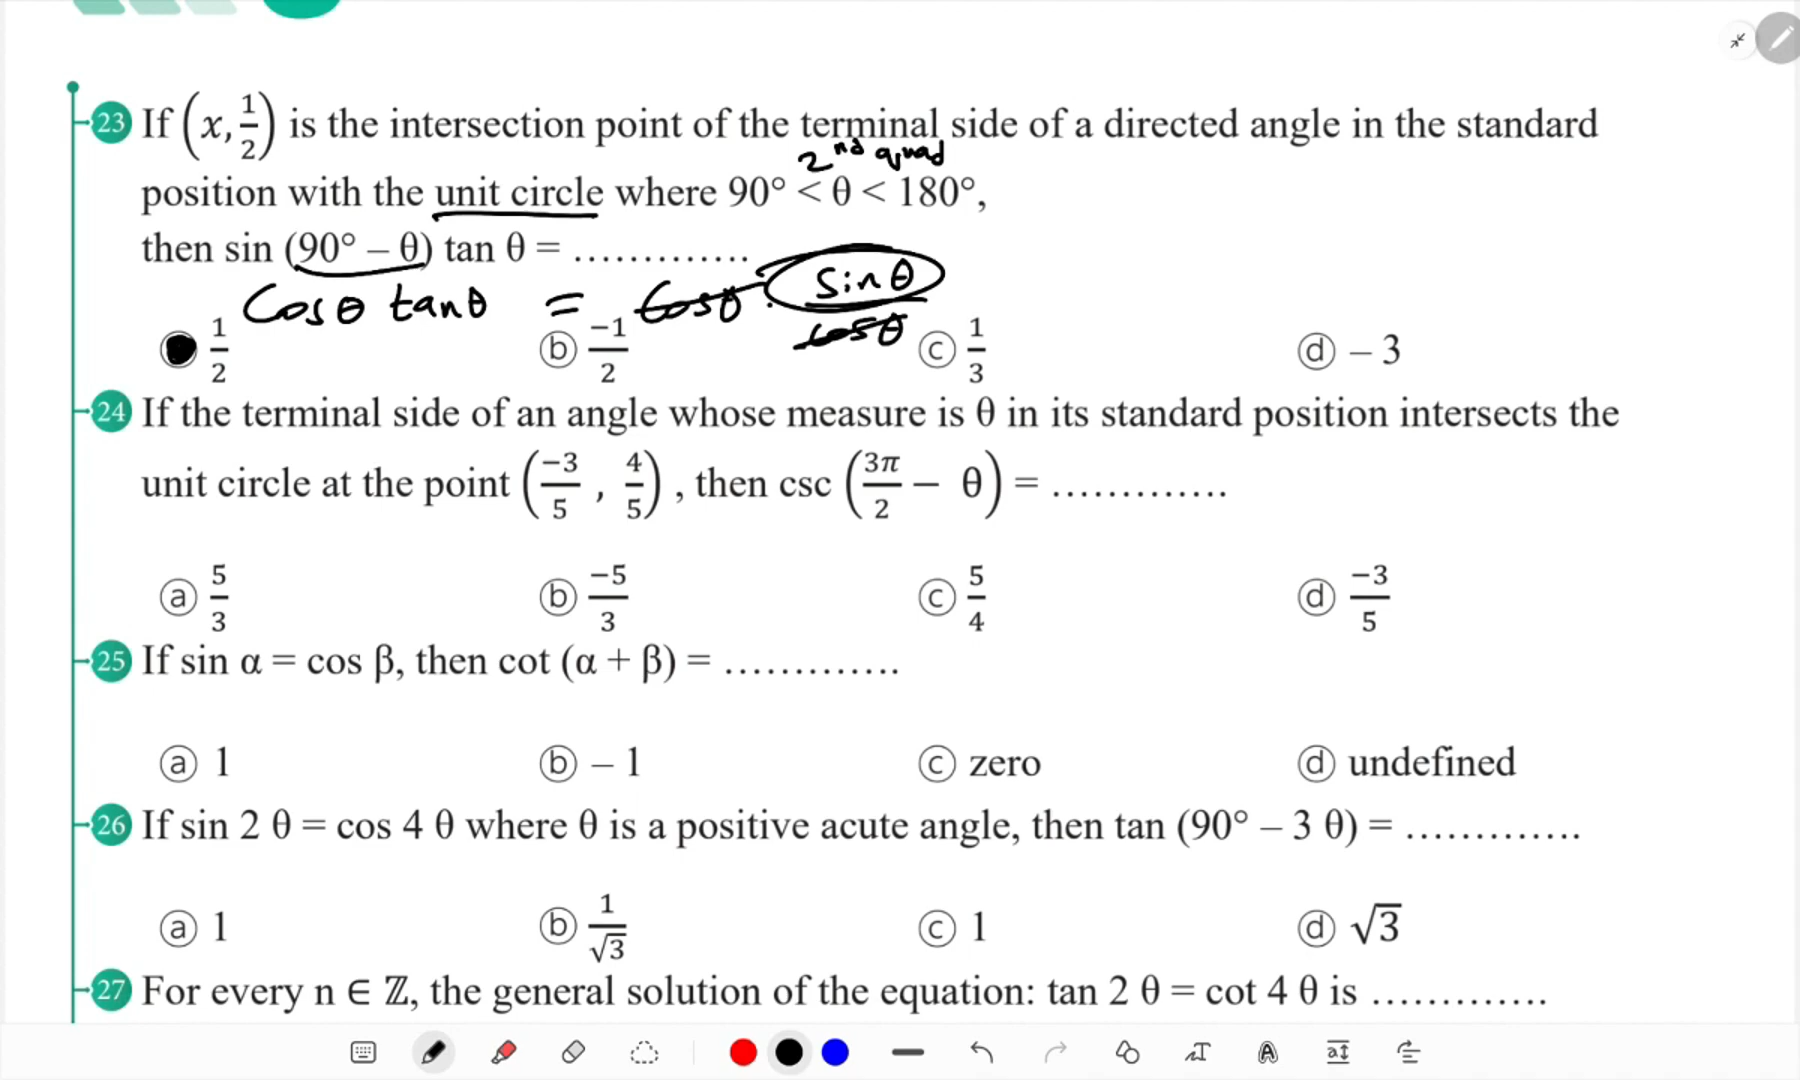 23 If (x, 1/2) is the intersection point of the terminal side of a directed angle in the standard
2nd quad
position with the unit circle where 90° < θ < 180°,
then sin (90° – θ) tan θ = .............
Cosθ tanθ = Cosθ . sinθ/cosθ
1/2 ⓑ −1/2 ⓒ 1/3 ⓓ – 3
24 If the terminal side of an angle whose measure is θ in its standard position intersects the
unit circle at the point (−3/5 , 4/5) , then csc (3π/2 − θ) = .............
ⓐ 5/3 ⓑ −5/3 ⓒ 5/4 ⓓ −3/5
25 If sin α = cos β, then cot (α + β) = .............
ⓐ 1 ⓑ – 1 ⓒ zero ⓓ undefined
26 If sin 2 θ = cos 4 θ where θ is a positive acute angle, then tan (90° – 3 θ) = .............
ⓐ 1 ⓑ 1/√3 ⓒ 1 ⓓ √3
27 For every n ∈ ℤ, the general solution of the equation: tan 2 θ = cot 4 θ is .............